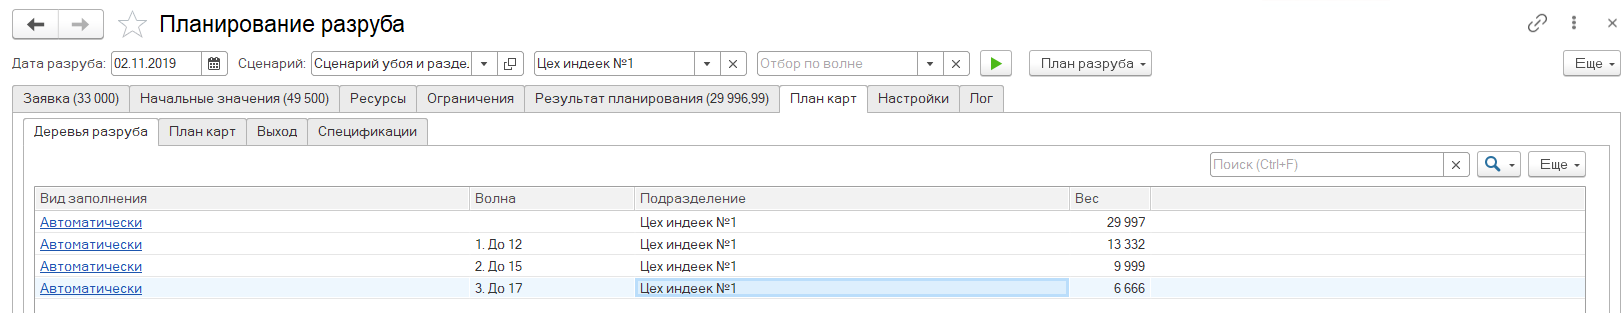 Планирование разруба
Дата разруба: 02.11.2019 Сценарий: Сценарий убоя и разде. Цех индеек №1 Отбор по волне План разруба Еще
Заявка (33 000) Начальные значения (49 500) Ресурсы Ограничения Результат планирования (29 996,99) План карт Настройки Лог
Деревья разруба План карт Выход Спецификации
Поиск (Ctrl+F) Еще
Вид заполнения Волна Подразделение Вес
Автоматически Цех индеек №1 29 997
Автоматически 1. До 12 Цех индеек №1 13 332
Автоматически 2. До 15 Цех индеек №1 9 999
Автоматически 3. До 17 Цех индеек №1 6 666